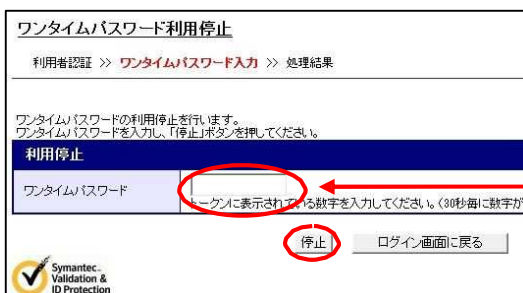 ワンタイムパスワード利用停止
利用者認証 >> ワンタイムパスワード入力 >> 処理結果
ワンタイムパスワードの利用停止を行います。
ワンタイムパスワードを入力し、「停止」ボタンを押してください。
利用停止
ワンタイムパスワード
トークンに表示されている数字を入力してください。(30秒毎に数字が
停止 ログイン画面に戻る
Symantec.
Validation &
ID Protection